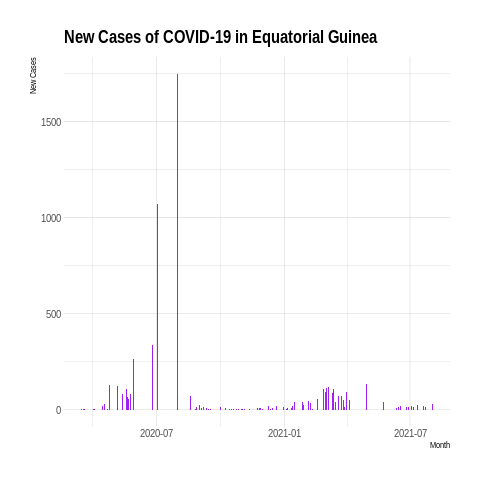 New Cases of COVID-19 in Equatorial Guinea
New Cases
1500
1000
500
0
2020-07
2021-01
2021-07
Month